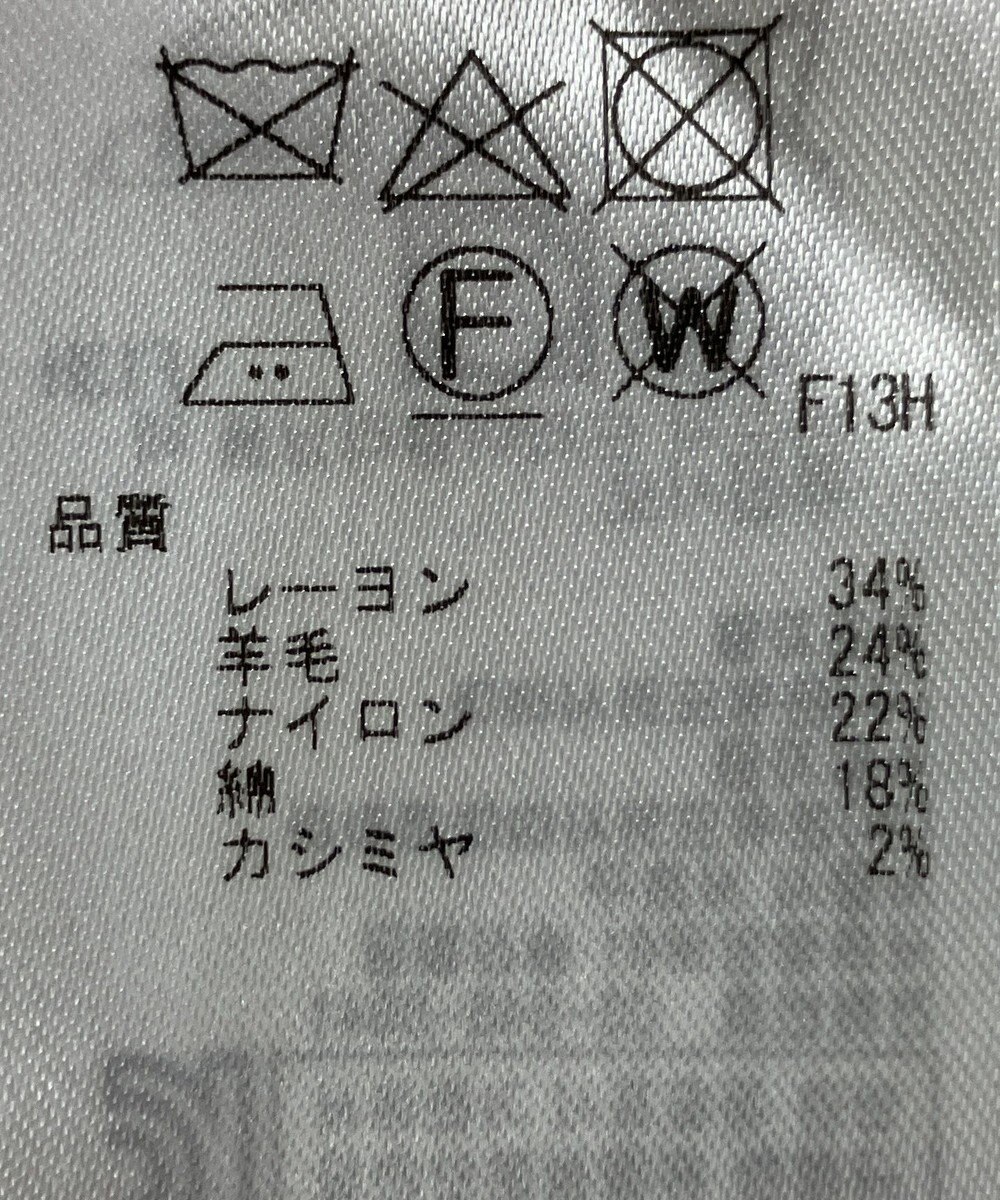 F
W
F13H
品質
レーヨン 34%
羊毛 24%
ナイロン 22%
綿 18%
カシミヤ 2%